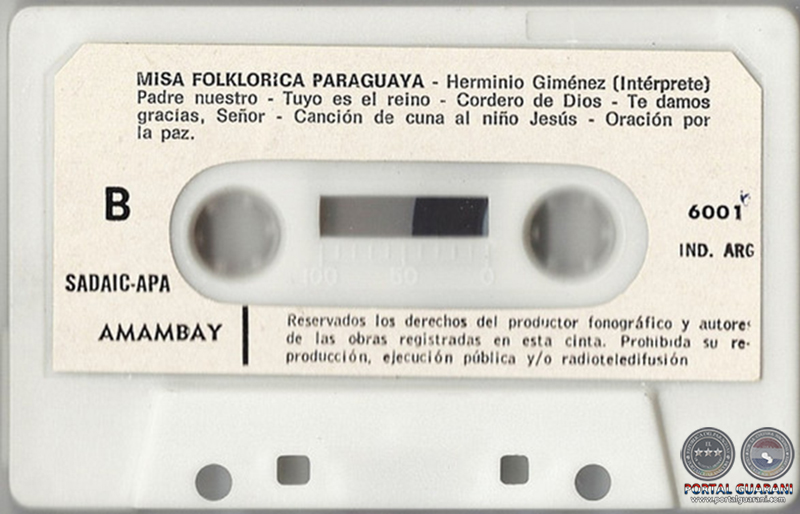 MISA FOLKLORICA PARAGUAYA - Herminio Giménez (Intérprete)
Padre nuestro - Tuyo es el reino - Cordero de Dios - Te damos
gracias, Señor - Canción de cuna al niño Jesús - Oración por
la paz.
B
6001
IND. ARG
100 50 0
SADAIC-APA
AMAMBAY
Reservados los derechos del productor fonográfico y autores
de las obras registradas en esta cinta. Prohibida su re-
producción, ejecución pública y/o radioteledifusión
PORTAL GUARANI
www.portalguarani.com